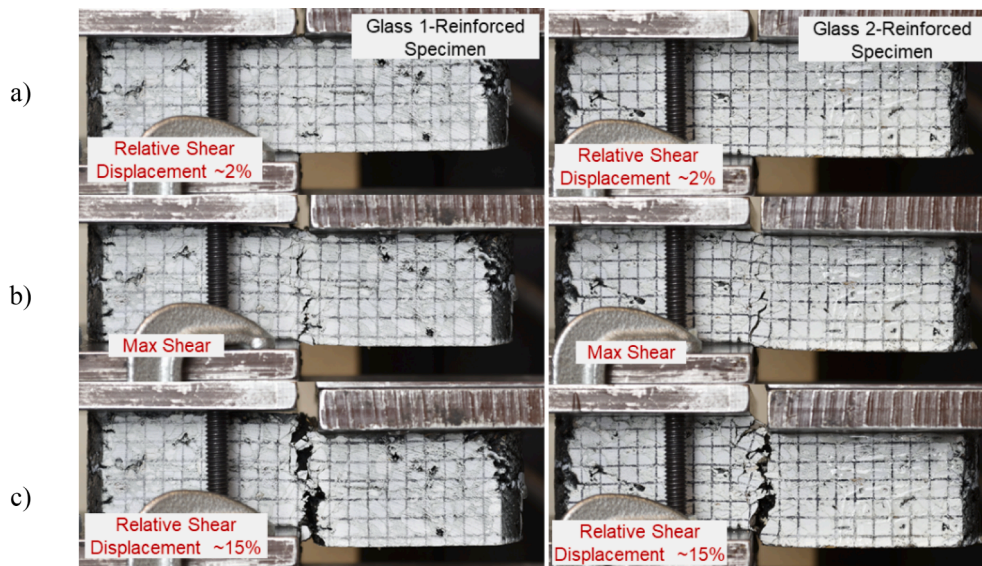 Glass 1-Reinforced
Specimen
Glass 2-Reinforced
Specimen
a)
Relative Shear
Displacement ~2%
Relative Shear
Displacement ~2%
b)
Max Shear
Max Shear
c)
Relative Shear
Displacement ~15%
Relative Shear
Displacement ~15%